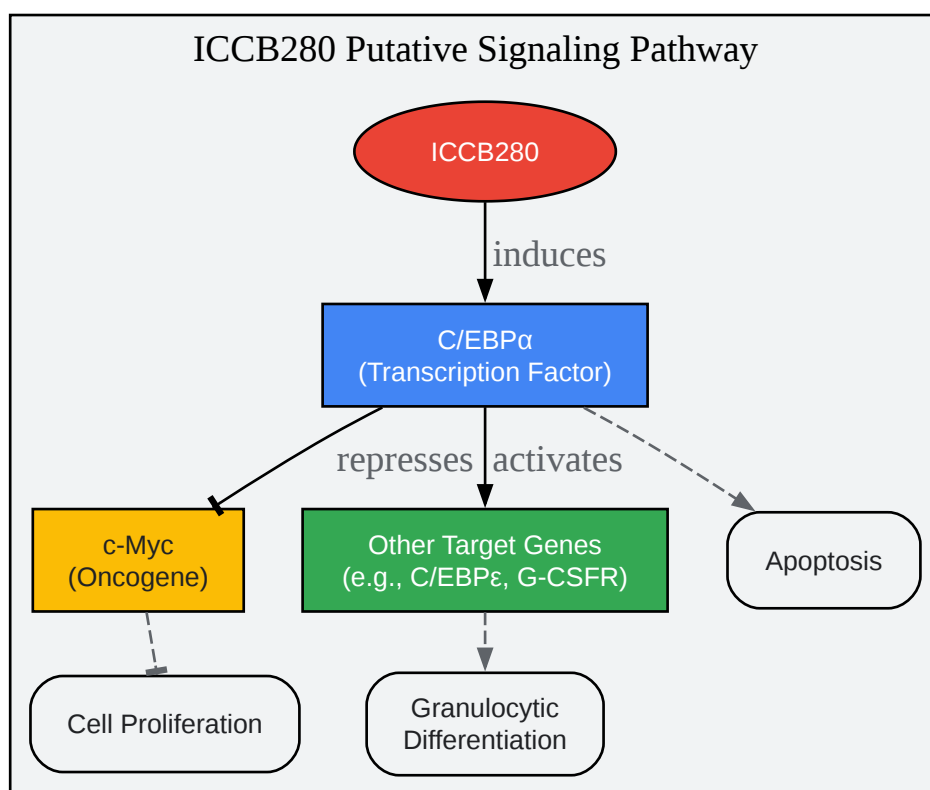 ICCB280 Putative Signaling Pathway
ICCB280
induces
C/EBPα
(Transcription Factor)
represses
activates
c-Myc
(Oncogene)
Other Target Genes
(e.g., C/EBPε, G-CSFR)
Apoptosis
Cell Proliferation
Granulocytic
Differentiation